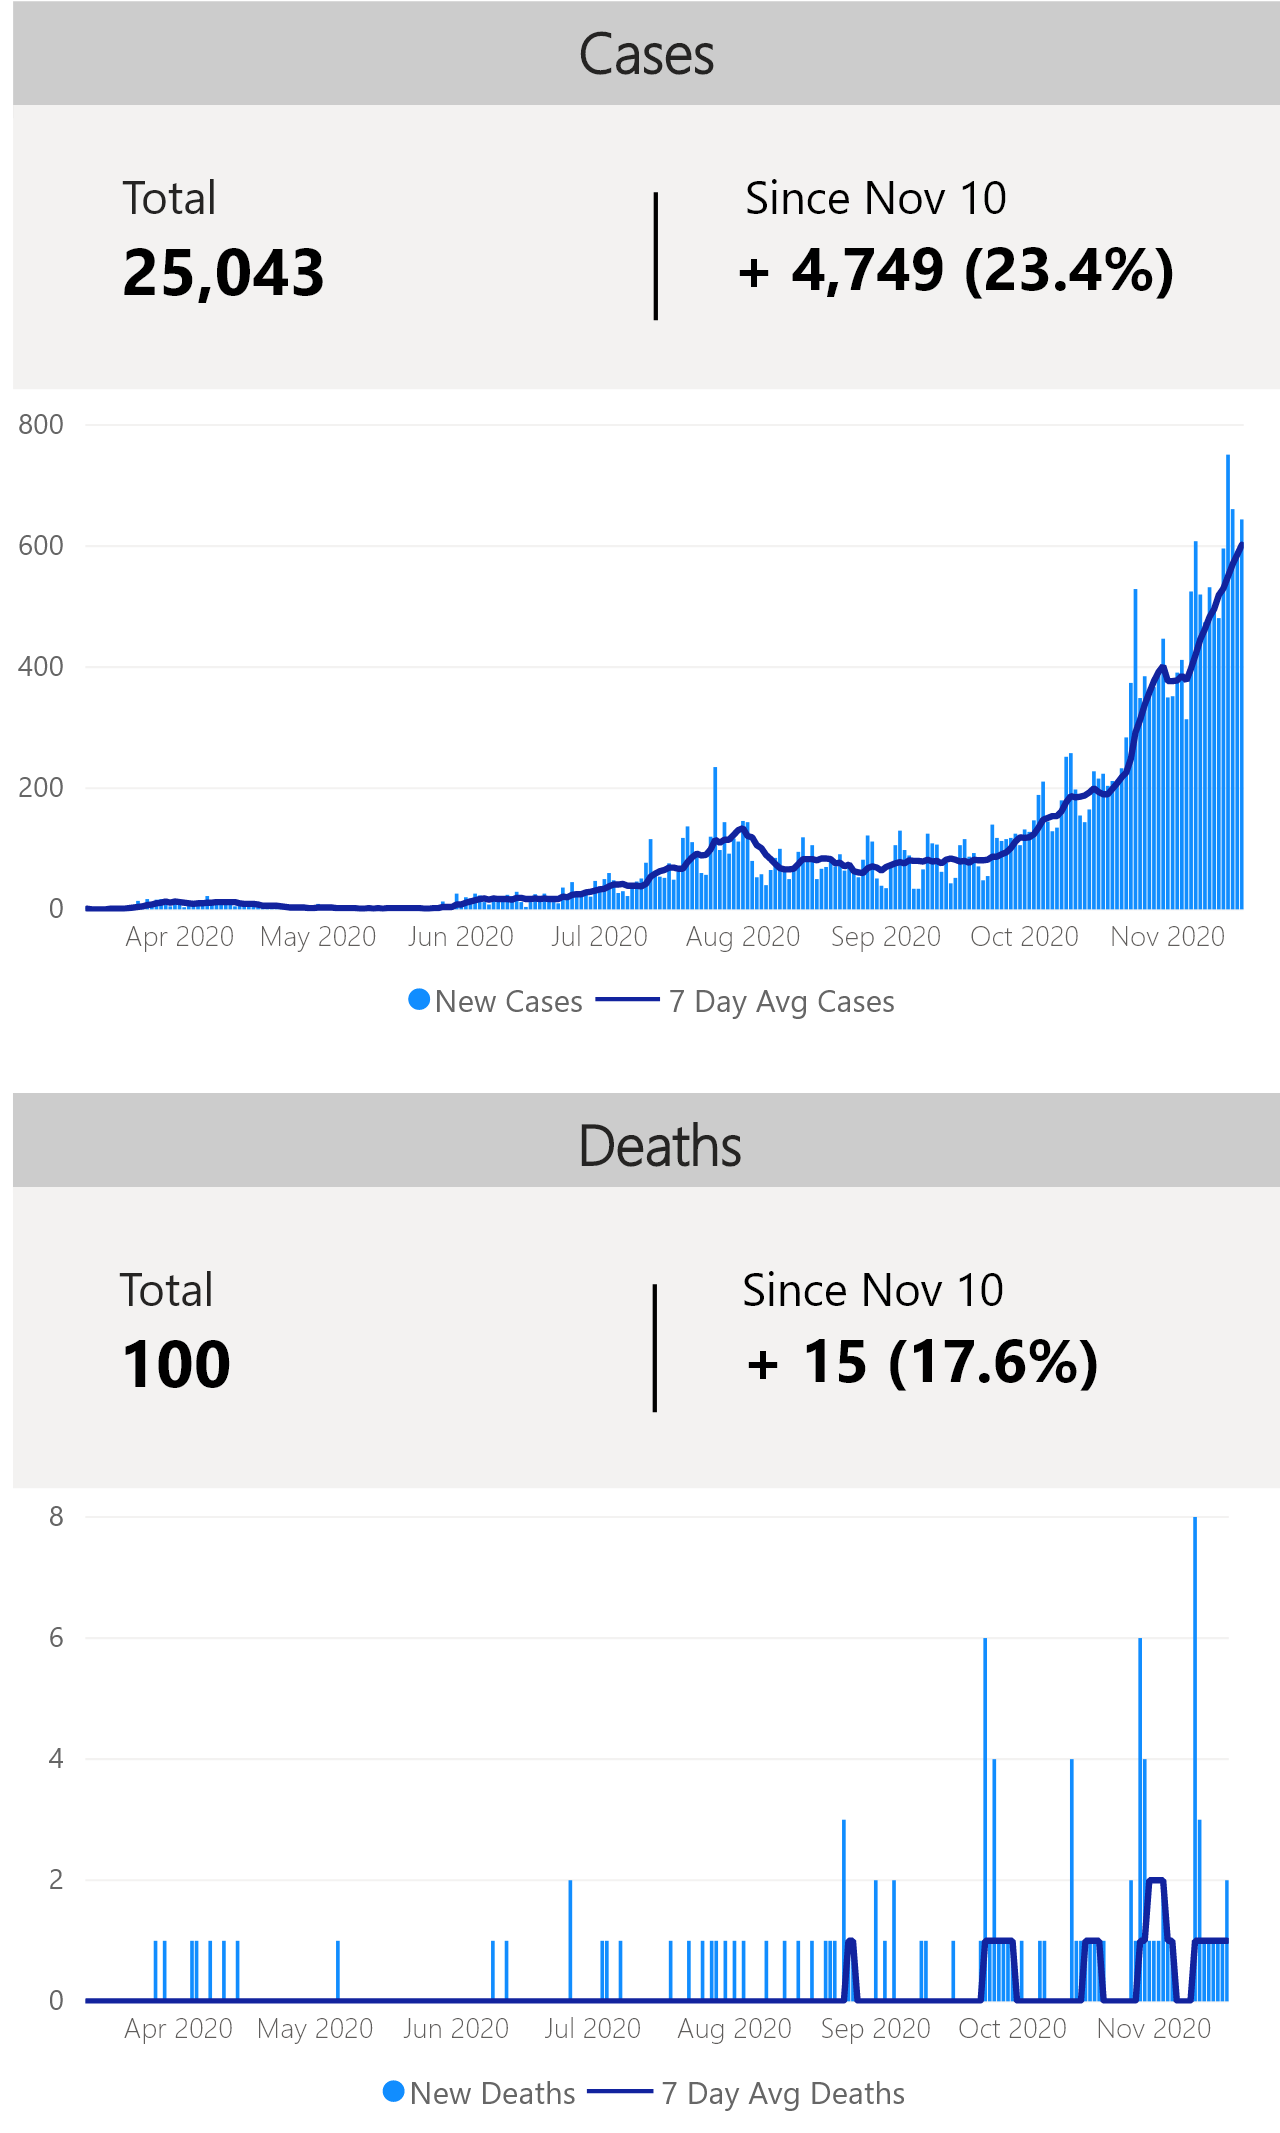 Cases
Total
Since Nov 10
25,043
+ 4,749 (23.4%)
800
600
400
200
0
Apr 2020 May 2020 Jun 2020 Jul 2020 Aug 2020 Sep 2020 Oct 2020 Nov 2020
New Cases 7 Day Avg Cases
Deaths
Total
Since Nov 10
100
+ 15 (17.6%)
8
6
4
2
0
Apr 2020 May 2020 Jun 2020 Jul 2020 Aug 2020 Sep 2020 Oct 2020 Nov 2020
New Deaths 7 Day Avg Deaths